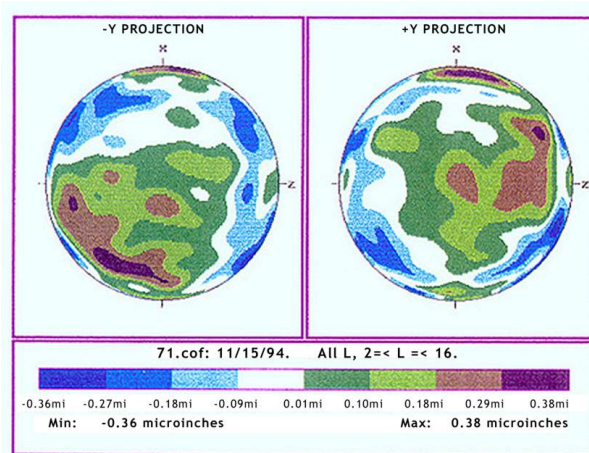 -Y PROJECTION
+Y PROJECTION
X
X
Z
Z
71.cof: 11/15/94. All L, 2=< L =< 16.
-0.36mi -0.27mi -0.18mi -0.09mi 0.01mi 0.10mi 0.18mi 0.29mi 0.38mi
Min: -0.36 microinches Max: 0.38 microinches